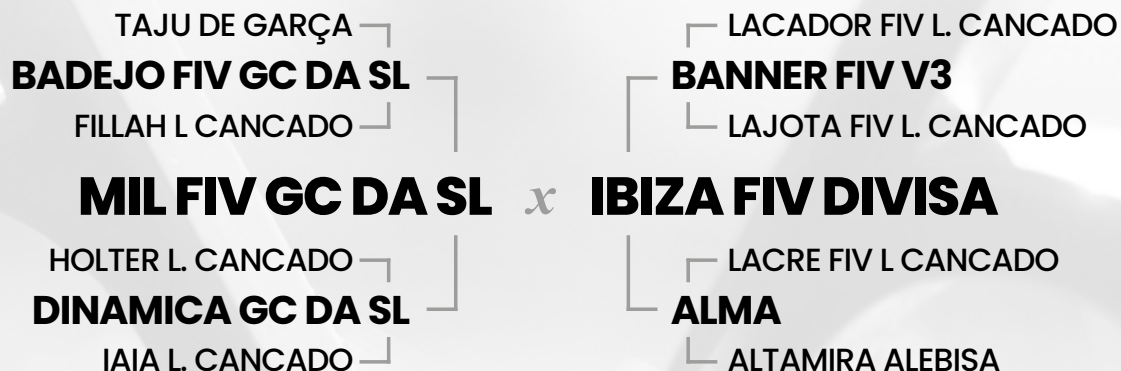 TAJU DE GARÇA LACADOR FIV L. CANCADO
BADEJO FIV GC DA SL BANNER FIV V3
FILLAH L CANCADO LAJOTA FIV L. CANCADO
MIL FIV GC DA SL x IBIZA FIV DIVISA
HOLTER L. CANCADO LACRE FIV L CANCADO
DINAMICA GC DA SL ALMA
IAIA L. CANCADO ALTAMIRA ALEBISA